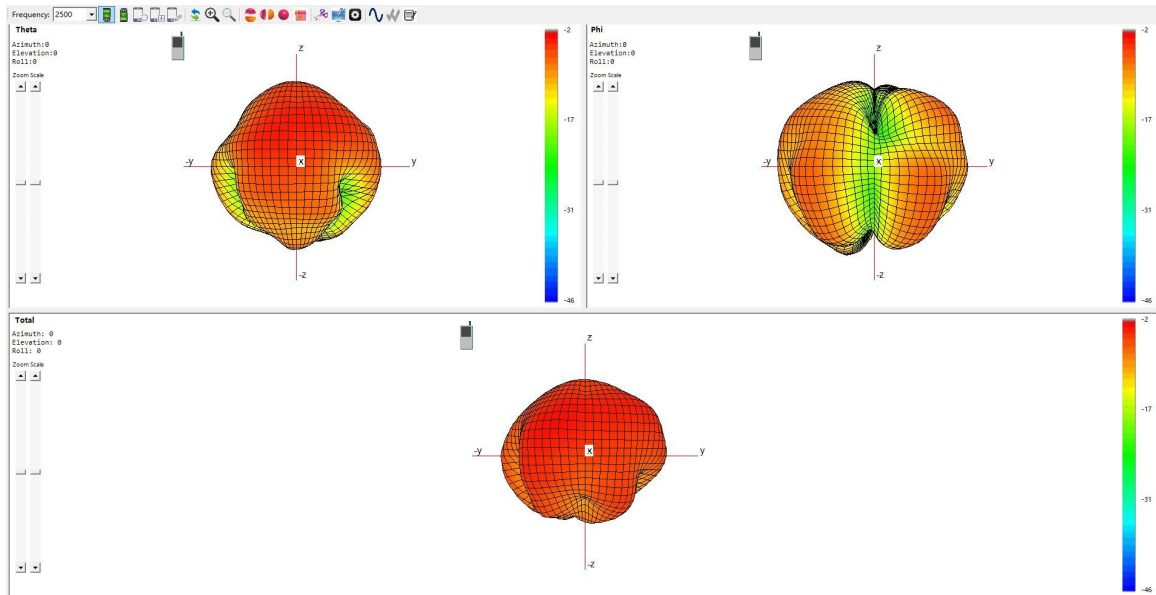 Frequency: 2500
Theta
Azimuth:0
Elevation:0
Roll:0
Zoom Scale
z
-y
x
y
-z
-2
-17
-31
-46
Phi
Azimuth:0
Elevation:0
Roll:0
Zoom Scale
z
-y
x
y
-z
-2
-17
-31
-46
Total
Azimuth: 0
Elevation: 0
Roll: 0
Zoom Scale
z
-y
x
y
-z
-2
-17
-31
-46